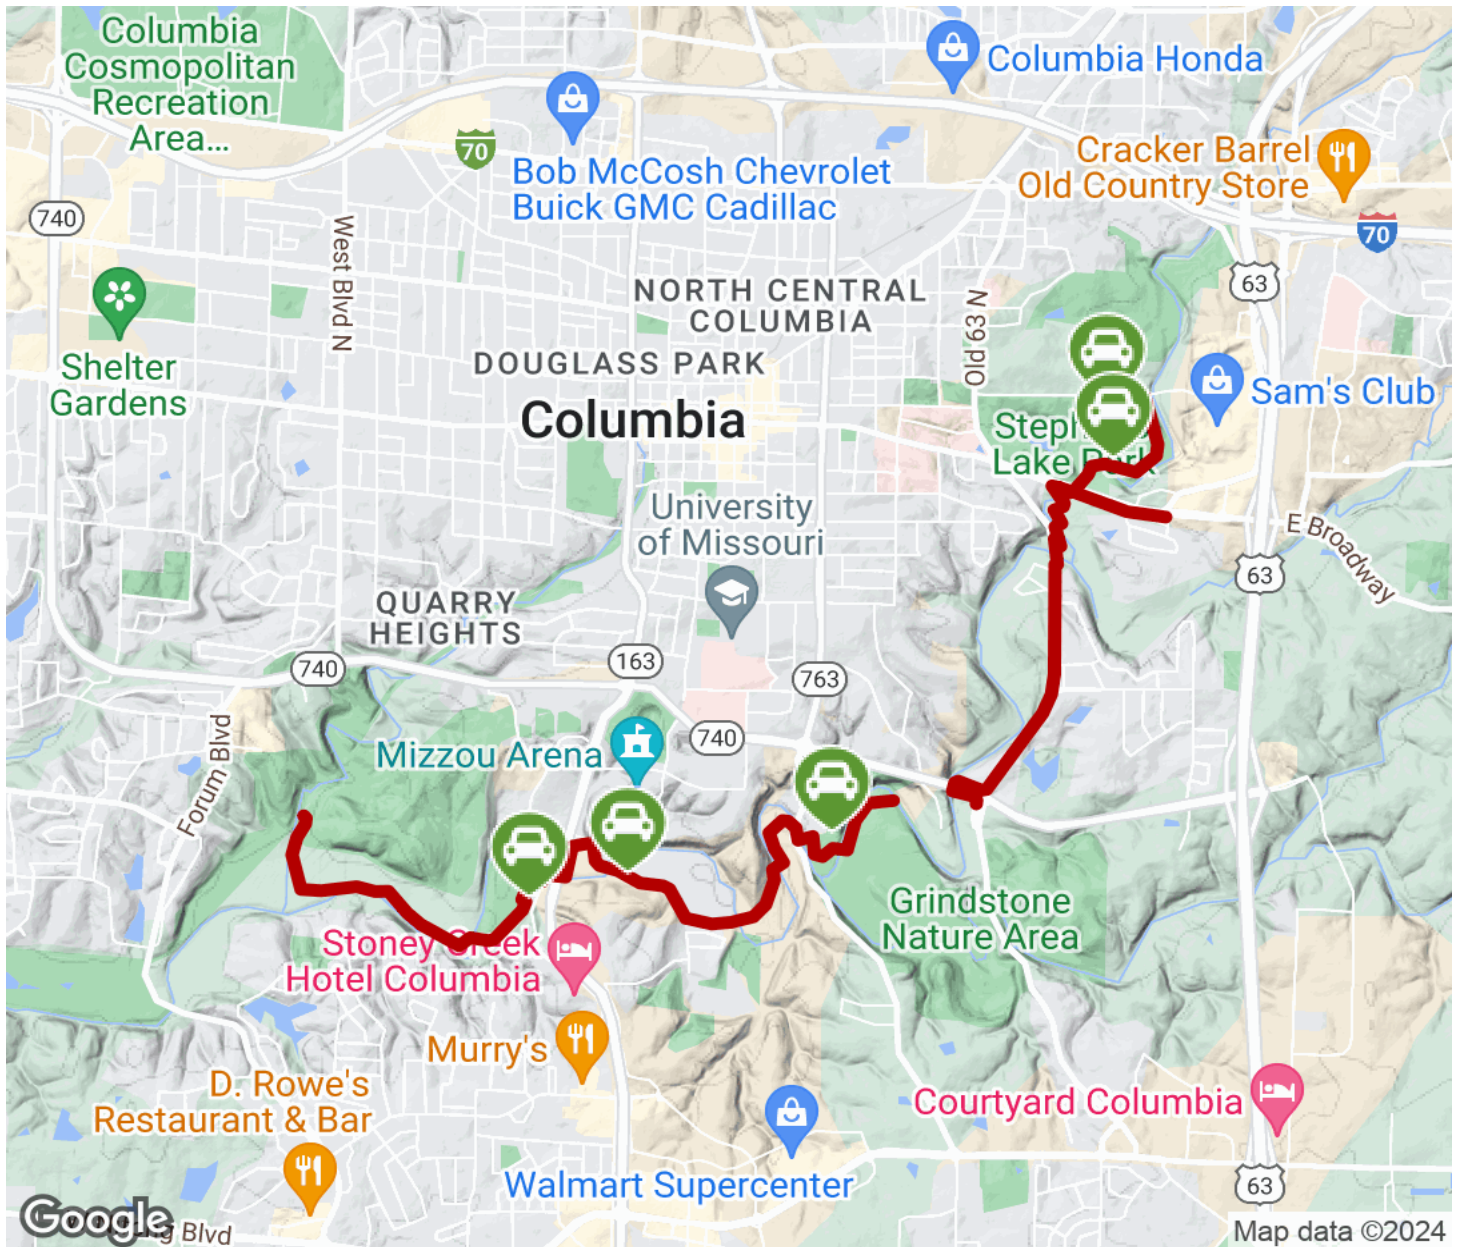 Columbia
Cosmopolitan
Recreation
Area...
Columbia Honda
70
Bob McCosh Chevrolet
Buick GMC Cadillac
Cracker Barrel
Old Country Store
740
70
West Blvd N
63
NORTH CENTRAL
COLUMBIA
Old 63 N
Shelter
Gardens
DOUGLASS PARK
Columbia
Sam's Club
Lake
University
of Missouri
E Broadway
63
QUARRY
HEIGHTS
740
163
763
Forum Blvd
Mizzou Arena
740
Grindstone
Nature Area
Stoney Creek
Hotel Columbia
Murry's
D. Rowe's
Restaurant & Bar
Courtyard Columbia
Walmart Supercenter
63
Google
Blvd
Map data ©2024